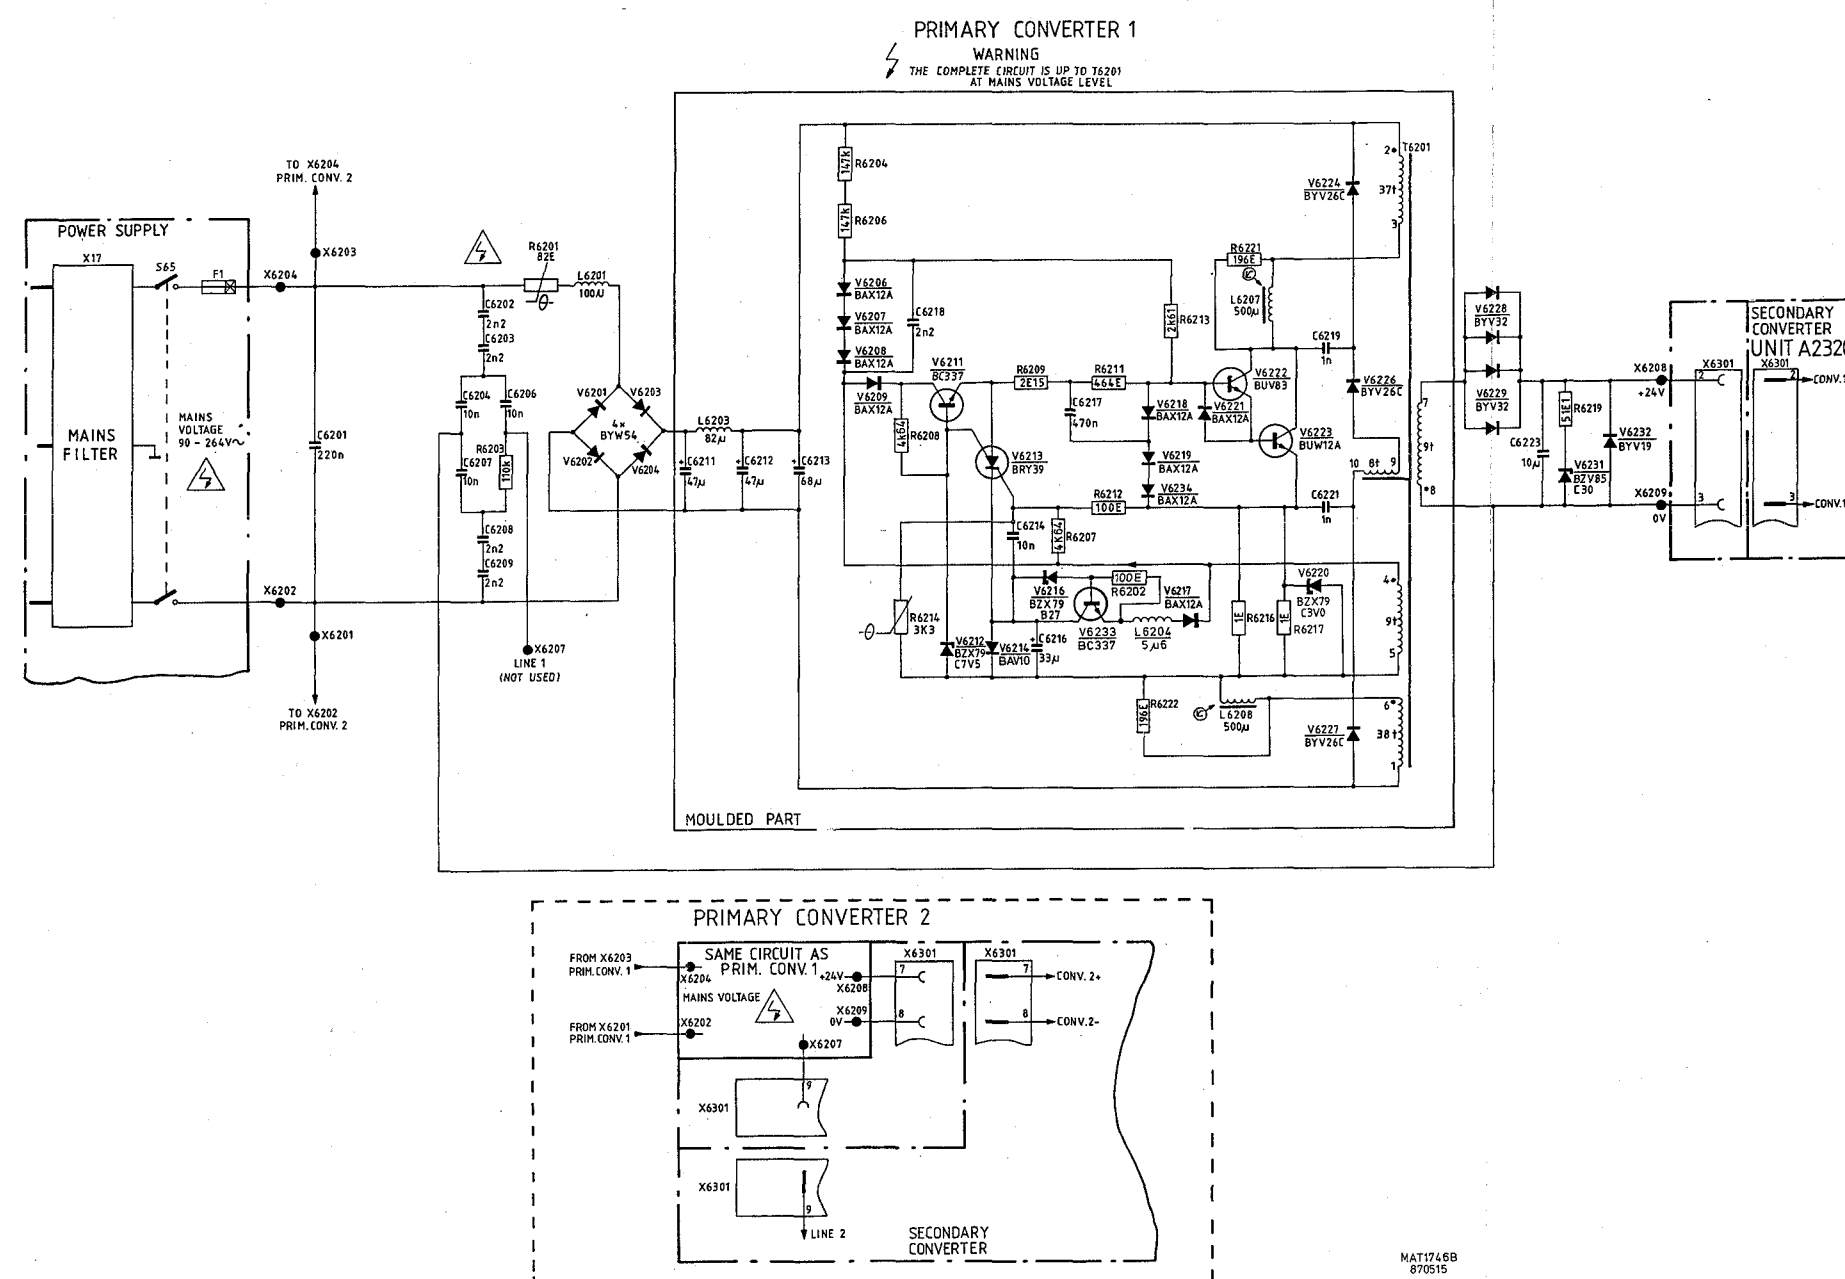 PRIMARY CONVERTER 1
WARNING
THE COMPLETE CIRCUIT IS UP TO T6201
AT MAINS VOLTAGE LEVEL
TO X6204
PRIM. CONV. 2
POWER SUPPLY
X17
S65
F1
X6204
X6203
MAINS
FILTER
MAINS
VOLTAGE
90 - 264V~
C6201
220n
X6202
X6201
TO X6202
PRIM. CONV. 2
R6201
82E
-θ-
L6201
100µ
C6202
2n2
C6203
2n2
C6204
10n
C6206
10n
R6203
110k
C6207
10n
C6208
2n2
C6209
2n2
X6207
LINE 1
(NOT USED)
V6201
V6203
4×
BYW54
V6202
V6204
L6203
82µ
+
C6211
47µ
+
C6212
47µ
+
C6213
68µ
147k
R6204
147k
R6206
V6206
BAX12A
V6207
BAX12A
V6208
BAX12A
C6218
2n2
V6209
BAX12A
V6211
BC337
4k64
R6208
R6209
2E15
R6211
464E
C6217
470n
V6213
BRY39
2k61
R6213
V6218
BAX12A
V6221
BAX12A
V6219
BAX12A
V6234
BAX12A
R6212
100E
R6221
196E
L6207
500µ
V6222
BUV83
V6223
BUW12A
C6219
1n
C6221
1n
V6224
BYV26C
V6226
BYV26C
T6201
2
37t
3
10
8t
9
C6214
10n
4K64
R6207
R6214
3K3
-θ
V6216
BZX79
B27
100E
R6202
V6233
BC337
V6217
BAX12A
L6204
5µ6
V6212
BZX79
C7V5
V6214
BAV10
+
C6216
33µ
1E
R6216
V6220
BZX79
C3V0
1E
R6217
4
9t
5
196E
R6222
L6208
500µ
V6227
BYV26C
6
38t
1
7
9t
8
MOULDED PART
V6228
BYV32
V6229
BYV32
C6223
10µ
51E1
R6219
V6231
BZV85
C30
V6232
BYV19
X6208
+24V
X6209
0V
X6301
2
3
SECONDARY
CONVERTER
UNIT A232
X6301
2
3
CONV.1
CONV.1
PRIMARY CONVERTER 2
FROM X6203
PRIM. CONV. 1
FROM X6201
PRIM. CONV. 1
SAME CIRCUIT AS
PRIM. CONV. 1
X6204
MAINS VOLTAGE
X6202
+24V
X6208
X6209
0V
X6207
X6301
7
8
X6301
7
8
CONV. 2+
CONV. 2-
X6301
9
X6301
9
LINE 2
SECONDARY
CONVERTER
MAT1746B
870515